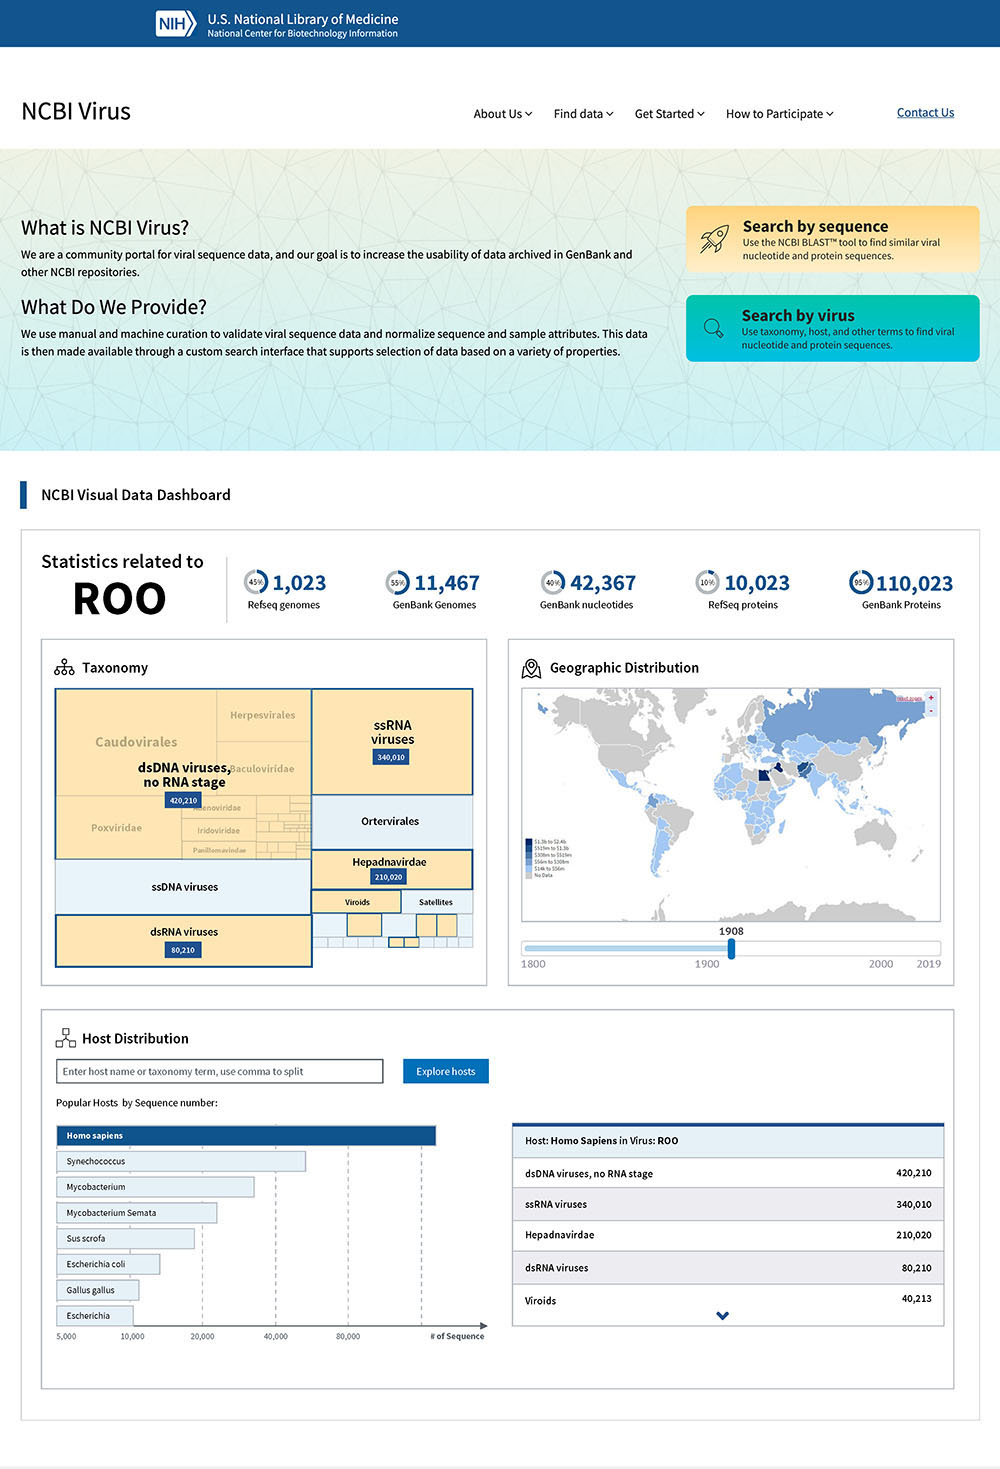 NIH
U.S. National Library of Medicine
National Center for Biotechnology Information
NCBI Virus
About Us
Find data
Get Started
How to Participate
Contact Us
What is NCBI Virus?
We are a community portal for viral sequence data, and our goal is to increase the usability of data archived in GenBank and
other NCBI repositories.
What Do We Provide?
We use manual and machine curation to validate viral sequence data and normalize sequence and sample attributes. This data
is then made available through a custom search interface that supports selection of data based on a variety of properties.
Search by sequence
Use the NCBI BLAST™ tool to find similar viral
nucleotide and protein sequences.
Search by virus
Use taxonomy, host, and other terms to find viral
nucleotide and protein sequences.
NCBI Visual Data Dashboard
Statistics related to
ROO
45% 1,023
Refseq genomes
55% 11,467
GenBank Genomes
40% 42,367
GenBank nucleotides
10% 10,023
RefSeq proteins
95% 110,023
GenBank Proteins
Taxonomy
Caudovirales
Herpesvirales
Baculoviridae
dsDNA viruses,
no RNA stage
420,210
Adenoviridae
Poxviridae
Iridoviridae
Panillomavindae
ssRNA
viruses
340,010
Ortervirales
Hepadnavirdae
210,020
Viroids
Satellites
ssDNA viruses
dsRNA viruses
80,210
Geographic Distribution
+
-
$1.3b to $2.4b
$519m to $1.3b
$308m to $519m
$56m to $308m
$14k to $56m
No Data
1908
1800
1900
2000
2019
Host Distribution
Enter host name or taxonomy term, use comma to split
Explore hosts
Popular Hosts by Sequence number:
Homo sapiens
Synechococcus
Mycobacterium
Mycobacterium Semata
Sus scrofa
Escherichia coli
Gallus gallus
Escherichia
5,000
10,000
20,000
40,000
80,000
# of Sequence
Host: Homo Sapiens in Virus: ROO
dsDNA viruses, no RNA stage 420,210
ssRNA viruses 340,010
Hepadnavirdae 210,020
dsRNA viruses 80,210
Viroids 40,213